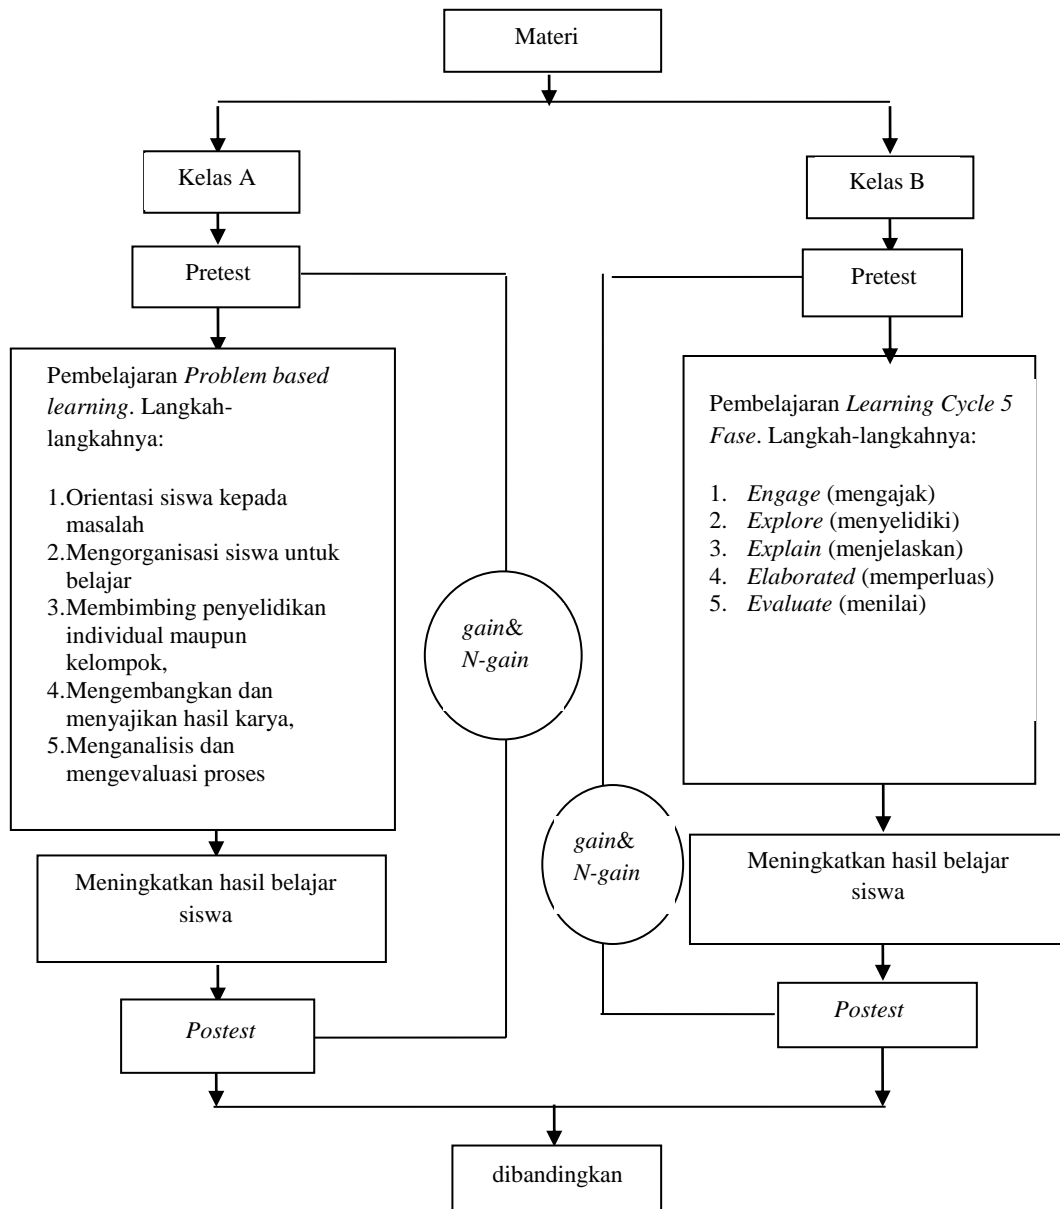 Materi
Kelas A
Kelas B
Pretest
Pretest
Pembelajaran Problem based
learning. Langkah-
langkahnya:
1.Orientasi siswa kepada
masalah
2.Mengorganisasi siswa untuk
belajar
3.Membimbing penyelidikan
individual maupun
kelompok,
4.Mengembangkan dan
menyajikan hasil karya,
5.Menganalisis dan
mengevaluasi proses
Pembelajaran Learning Cycle 5
Fase. Langkah-langkahnya:
1. Engage (mengajak)
2. Explore (menyelidiki)
3. Explain (menjelaskan)
4. Elaborated (memperluas)
5. Evaluate (menilai)
gain&
N-gain
gain&
N-gain
Meningkatkan hasil belajar
siswa
Meningkatkan hasil belajar
siswa
Postest
Postest
dibandingkan